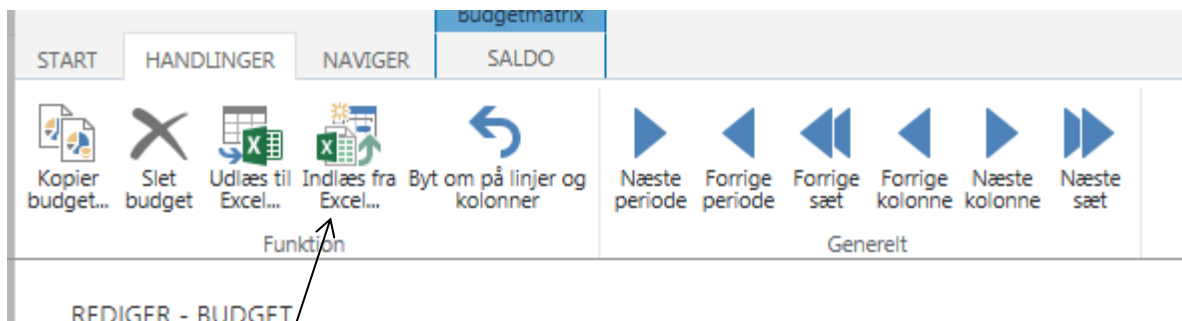 Budgetmatrix
START HANDLINGER NAVIGER SALDO
Kopier budget... Slet budget Udlæs til Excel... Indlæs fra Excel... Byt om på linjer og kolonner Næste periode Forrige periode Forrige sæt Forrige kolonne Næste kolonne Næste sæt
Funktion Generelt
REDIGER - BUDGET